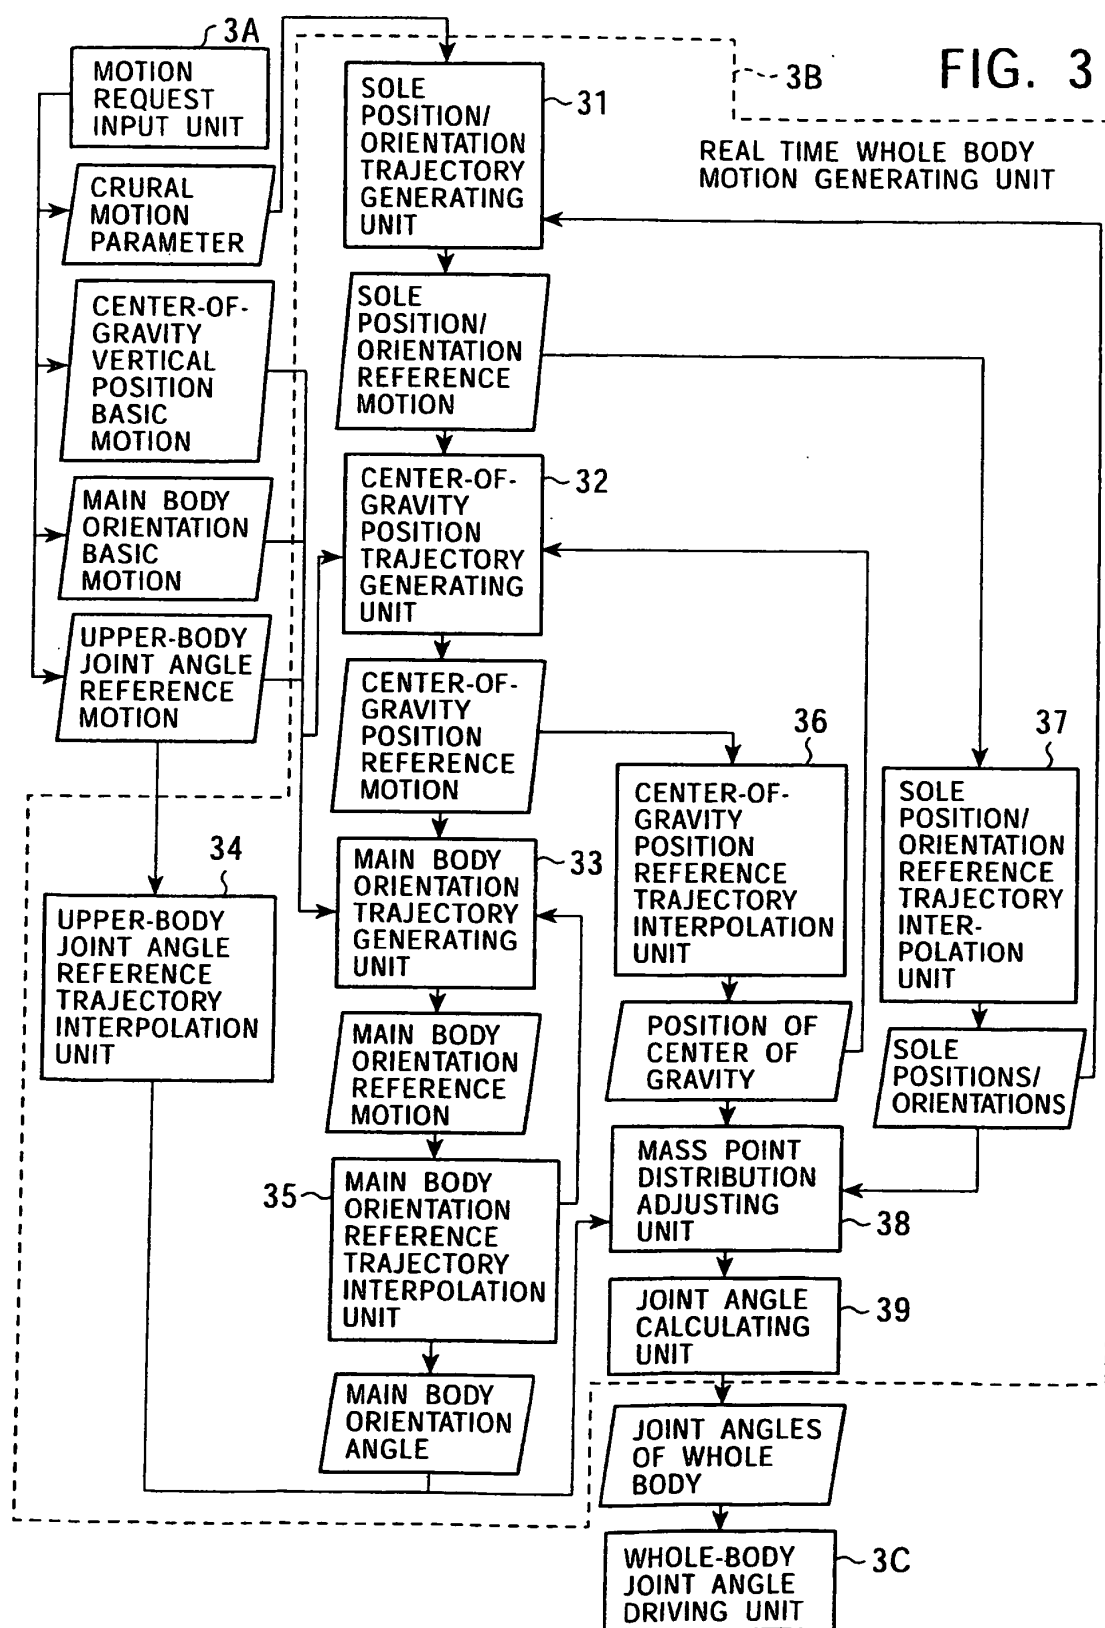 3A
MOTION
REQUEST
INPUT UNIT
CRURAL
MOTION
PARAMETER
CENTER-OF-
GRAVITY
VERTICAL
POSITION
BASIC
MOTION
MAIN BODY
ORIENTATION
BASIC
MOTION
UPPER-BODY
JOINT ANGLE
REFERENCE
MOTION
34
UPPER-BODY
JOINT ANGLE
REFERENCE
TRAJECTORY
INTERPOLATION
UNIT
FIG. 3
3B
REAL TIME WHOLE BODY
MOTION GENERATING UNIT
31
SOLE
POSITION/
ORIENTATION
TRAJECTORY
GENERATING
UNIT
SOLE
POSITION/
ORIENTATION
REFERENCE
MOTION
32
CENTER-OF-
GRAVITY
POSITION
TRAJECTORY
GENERATING
UNIT
CENTER-OF-
GRAVITY
POSITION
REFERENCE
MOTION
33
MAIN BODY
ORIENTATION
TRAJECTORY
GENERATING
UNIT
MAIN BODY
ORIENTATION
REFERENCE
MOTION
35
MAIN BODY
ORIENTATION
REFERENCE
TRAJECTORY
INTERPOLATION
UNIT
MAIN BODY
ORIENTATION
ANGLE
36
CENTER-OF-
GRAVITY
POSITION
REFERENCE
TRAJECTORY
INTERPOLATION
UNIT
POSITION OF
CENTER OF
GRAVITY
37
SOLE
POSITION/
ORIENTATION
REFERENCE
TRAJECTORY
INTER-
POLATION
UNIT
SOLE
POSITIONS/
ORIENTATIONS
MASS POINT
DISTRIBUTION
ADJUSTING
UNIT
38
JOINT ANGLE
CALCULATING
UNIT
39
JOINT ANGLES
OF WHOLE
BODY
WHOLE-BODY
JOINT ANGLE
DRIVING UNIT
3C